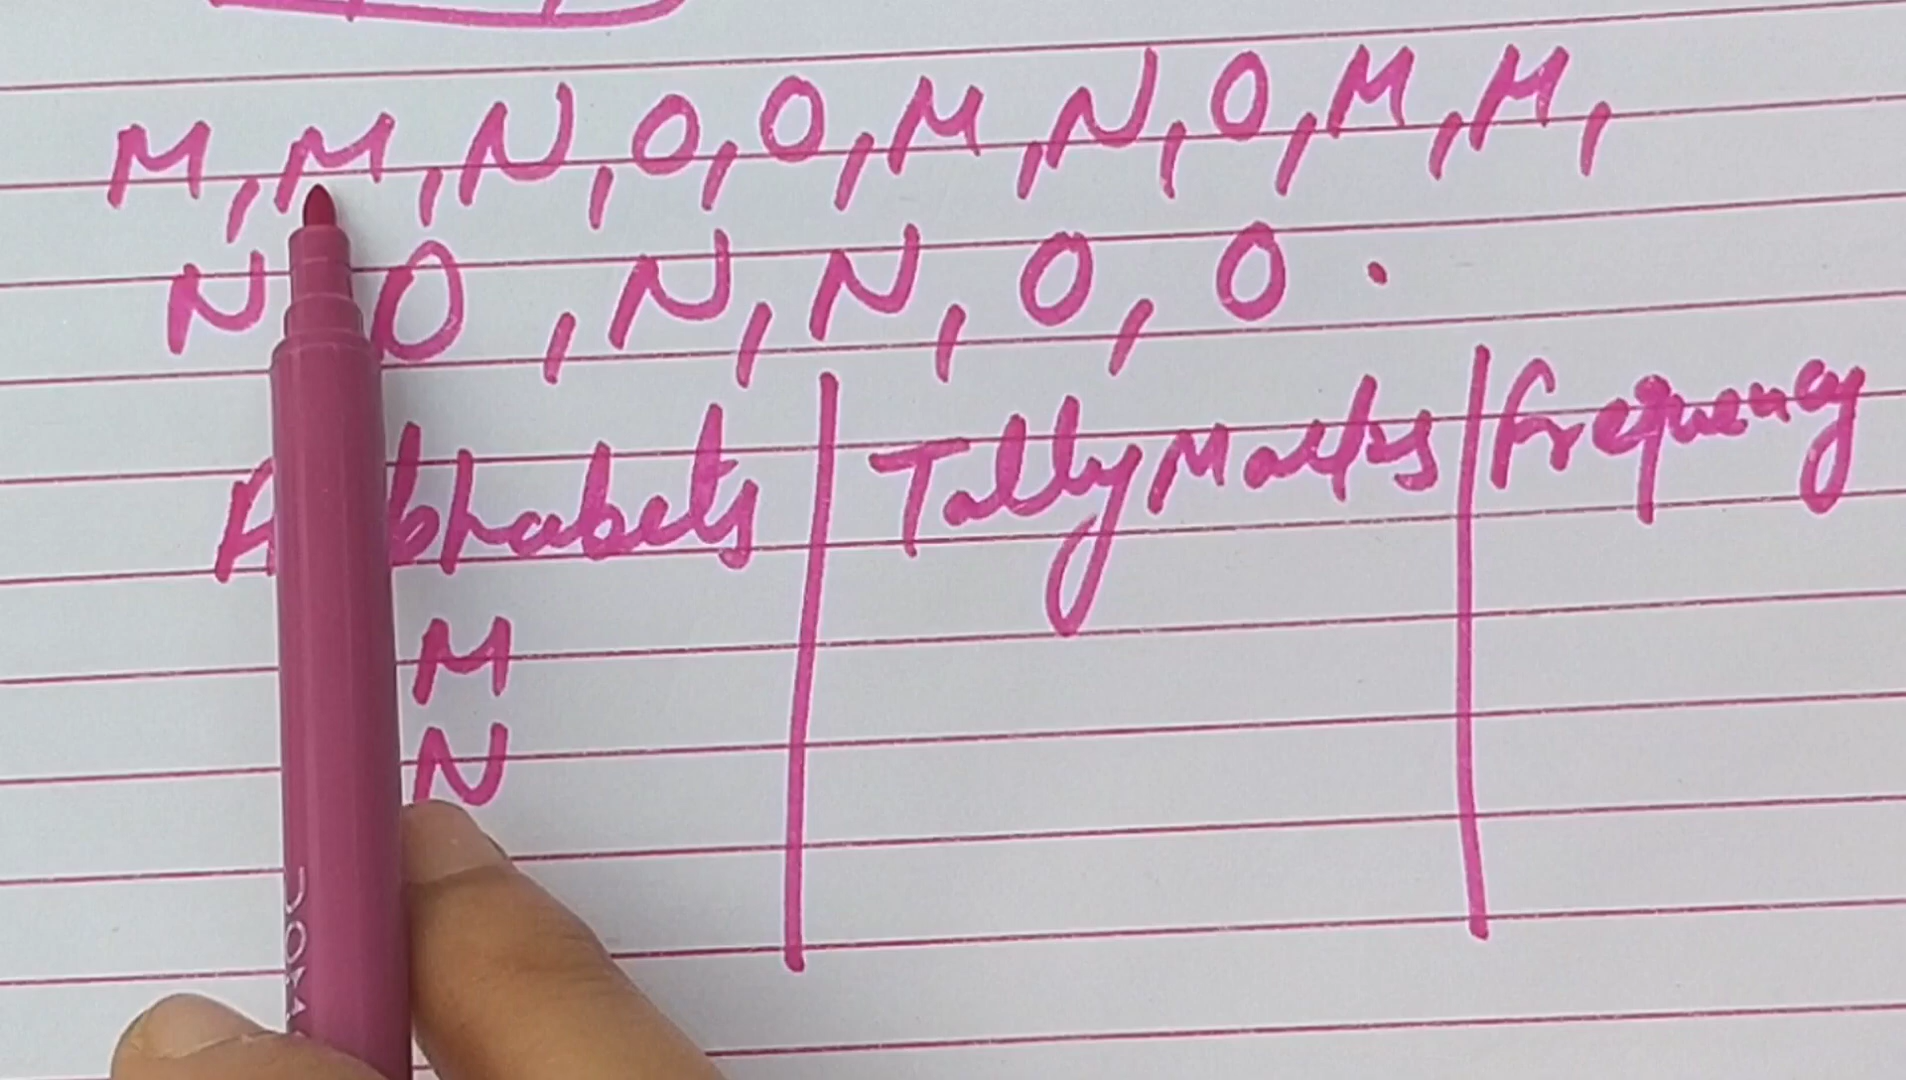 M, M, N, O, O, M, N, O, M, M,
N O, N, N, O, O.
Alphabets | Tally Marks | Frequency
M
N